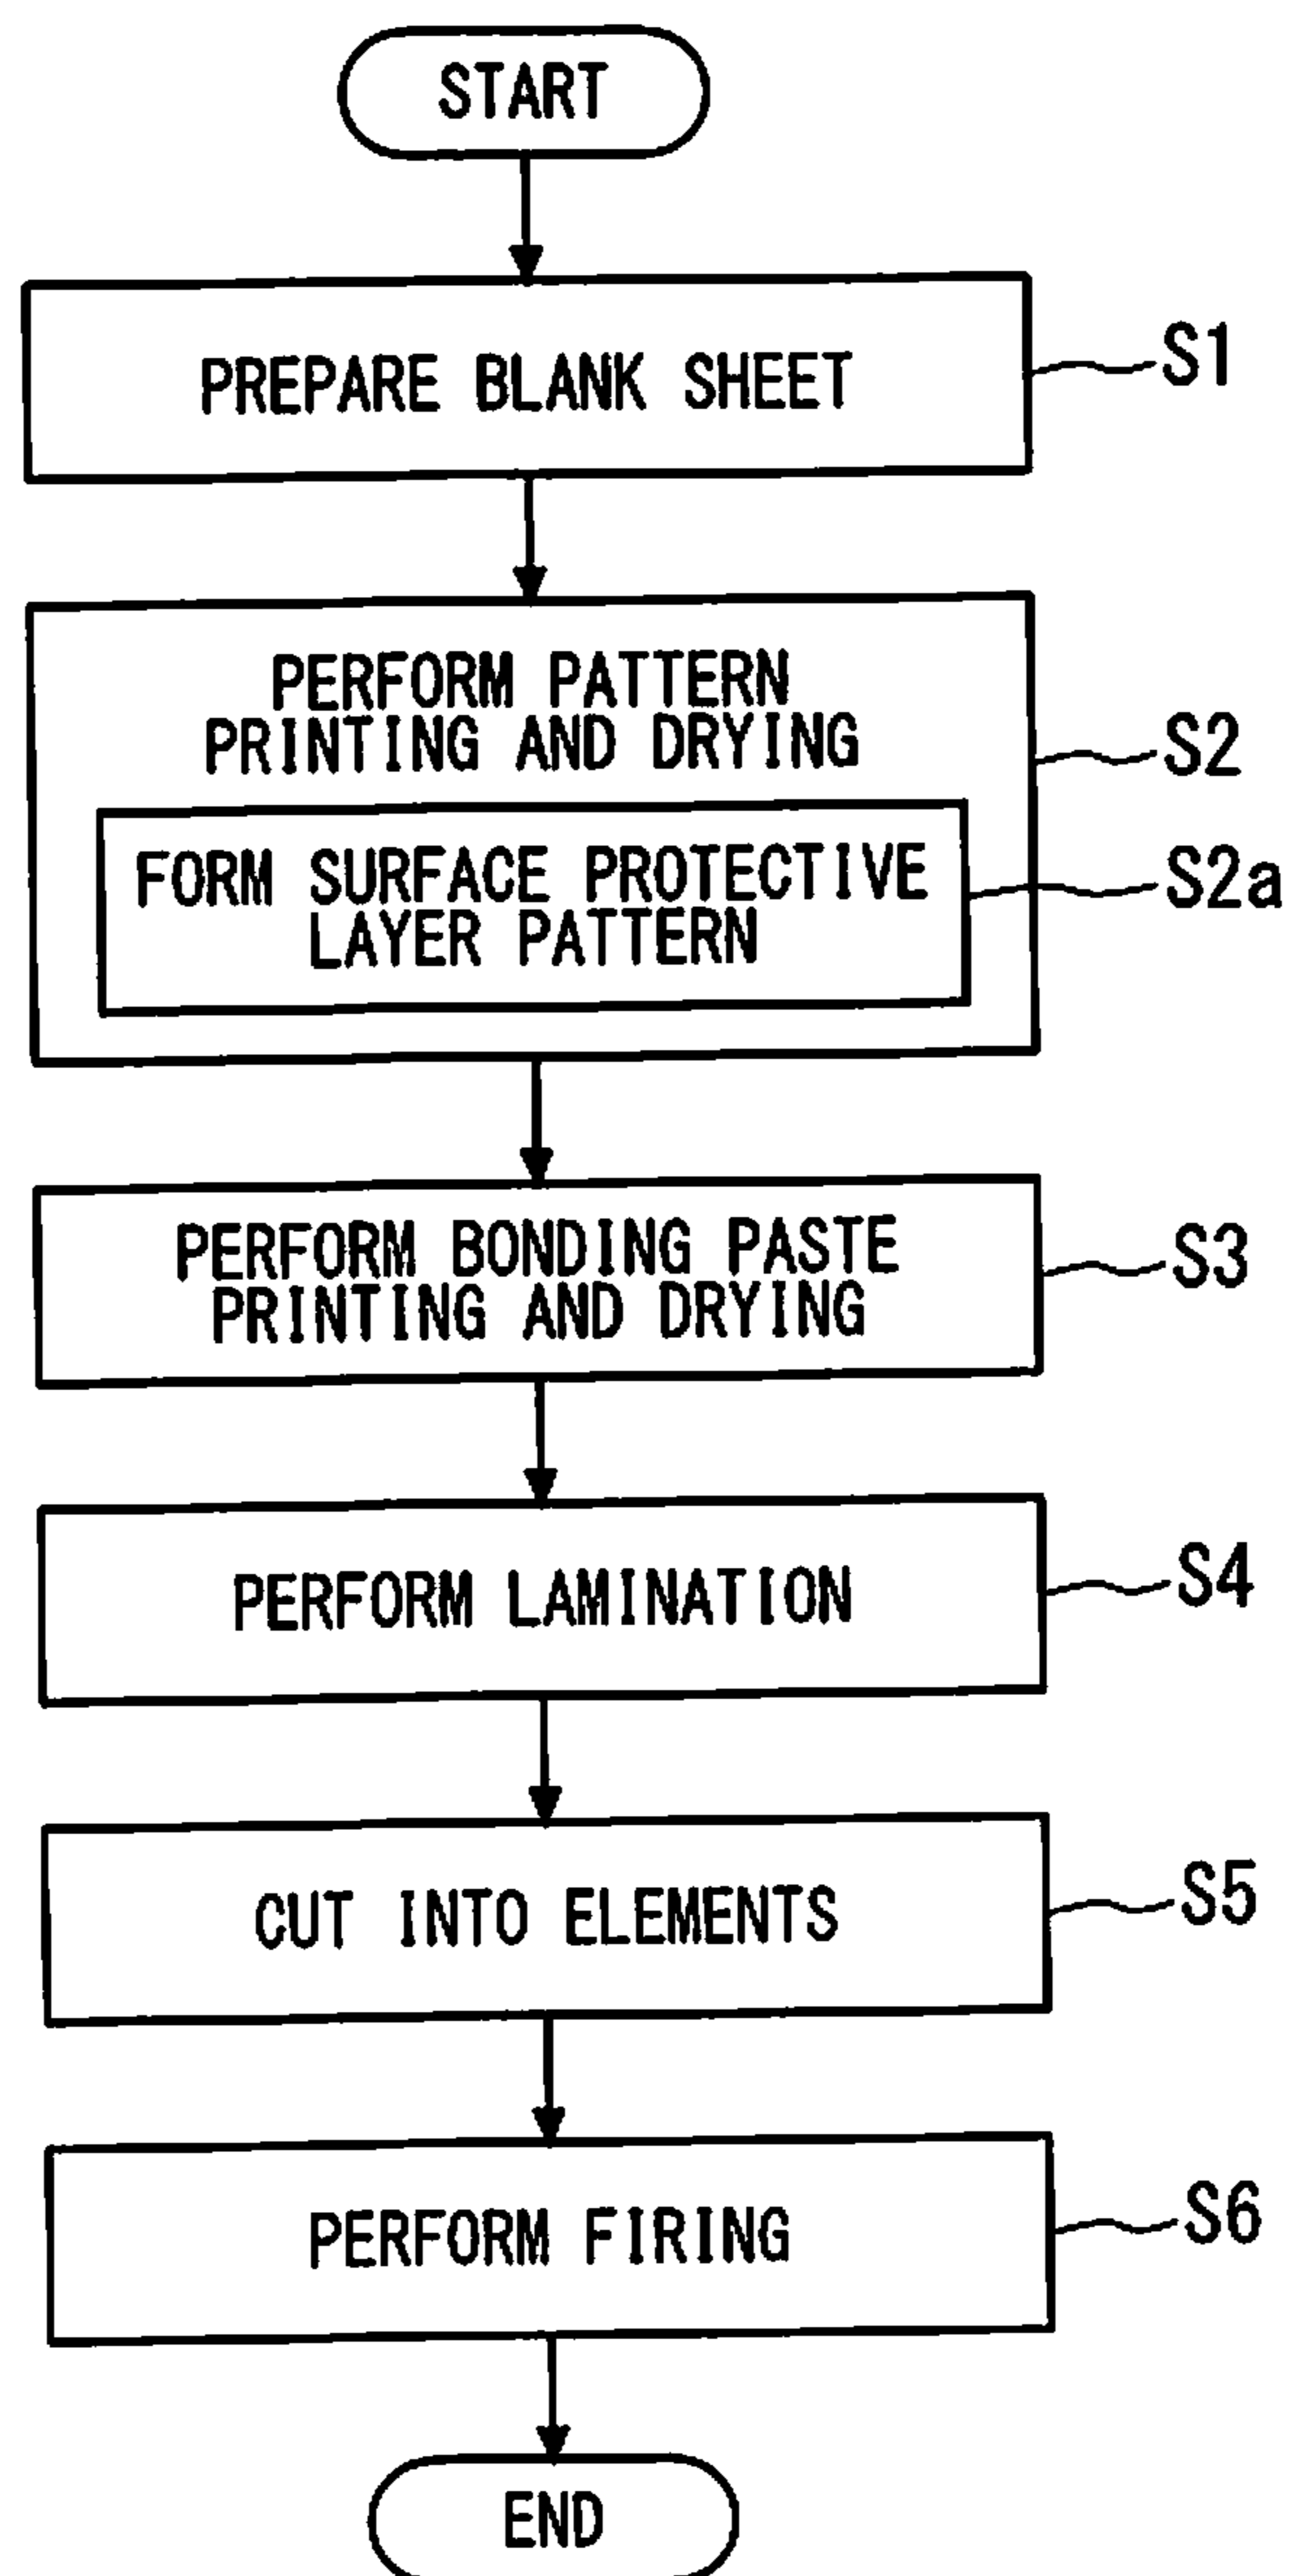 START
PREPARE BLANK SHEET
S1
PERFORM PATTERN
PRINTING AND DRYING
S2
FORM SURFACE PROTECTIVE
LAYER PATTERN
S2a
PERFORM BONDING PASTE
PRINTING AND DRYING
S3
PERFORM LAMINATION
S4
CUT INTO ELEMENTS
S5
PERFORM FIRING
S6
END